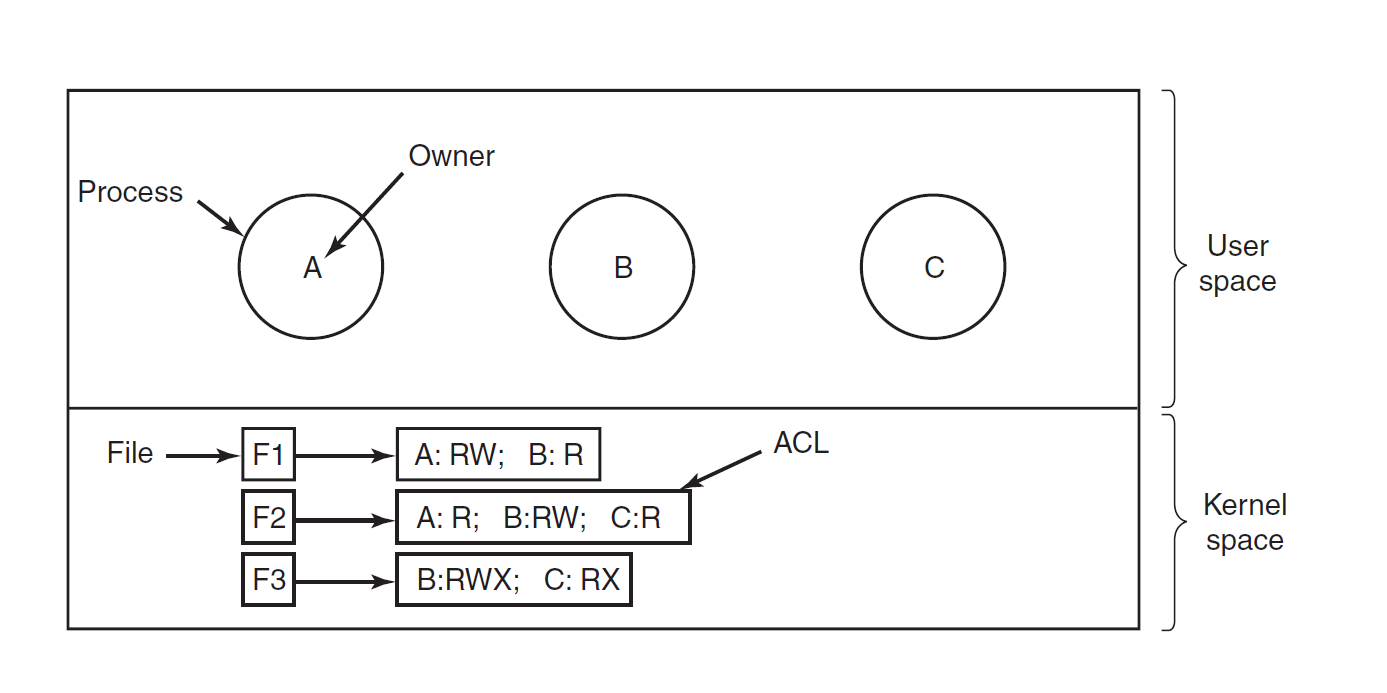 Owner
Process
A
B
C
User
space
File
F1
A: RW; B: R
ACL
F2
A: R; B:RW; C:R
F3
B:RWX; C: RX
Kernel
space